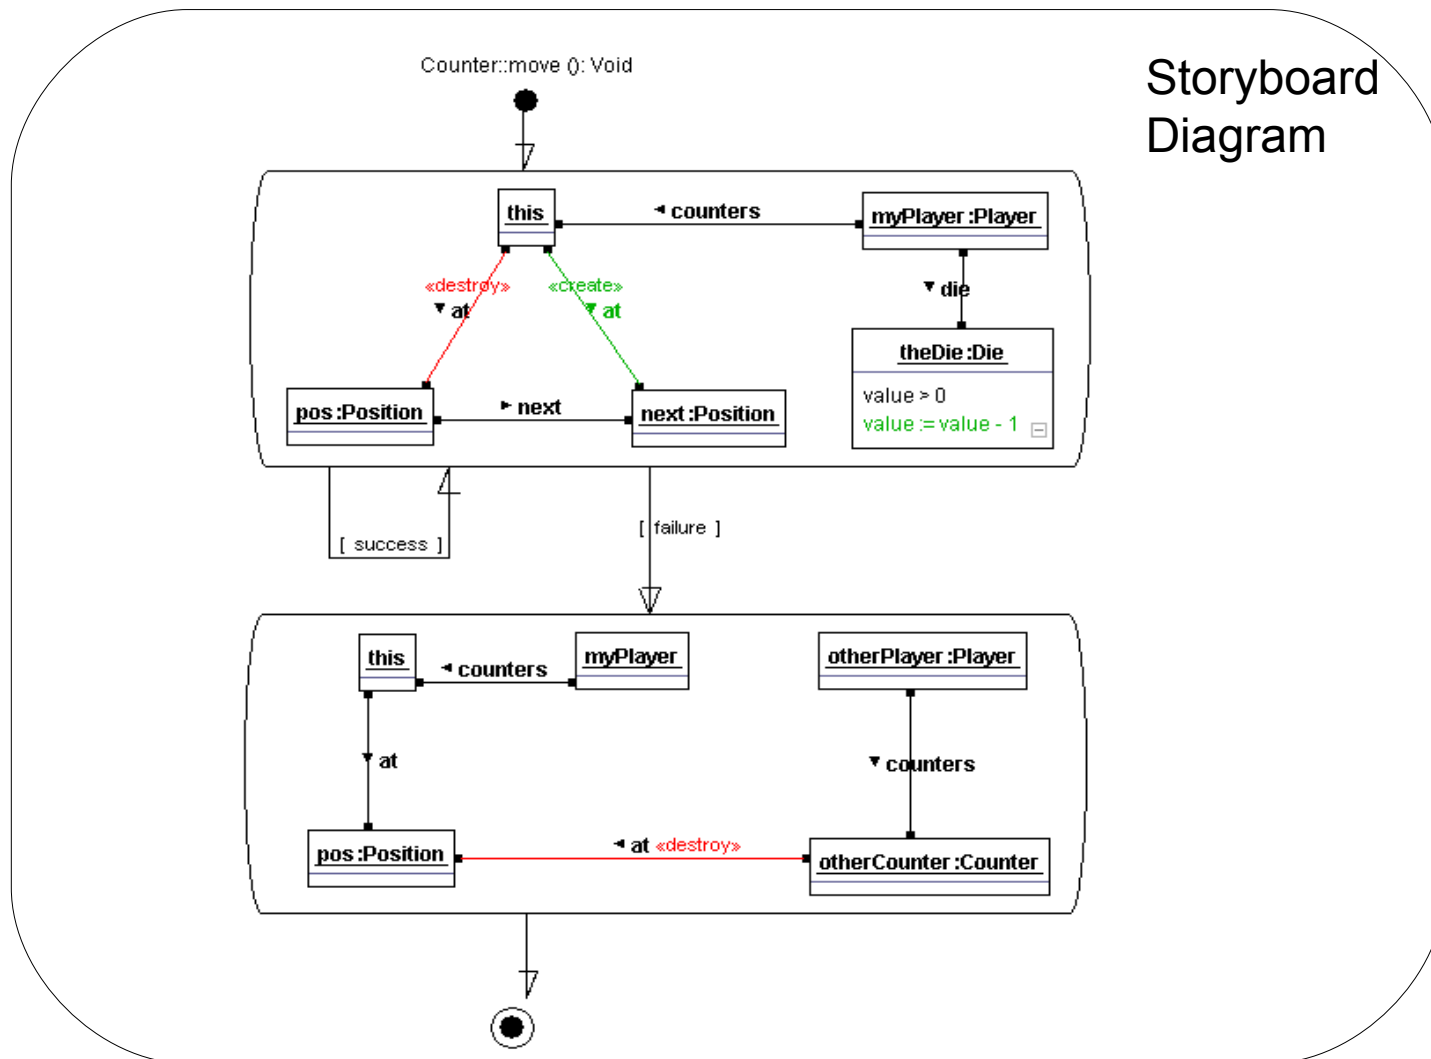 Counter::move (): Void
Storyboard
Diagram
this
◄ counters
myPlayer :Player
«destroy»
▼ at
«create»
▼ at
▼ die
theDie :Die
value > 0
value := value - 1
pos :Position
► next
next :Position
[ success ]
[ failure ]
this
◄ counters
myPlayer
otherPlayer :Player
▼ at
▼ counters
pos :Position
◄ at «destroy»
otherCounter :Counter